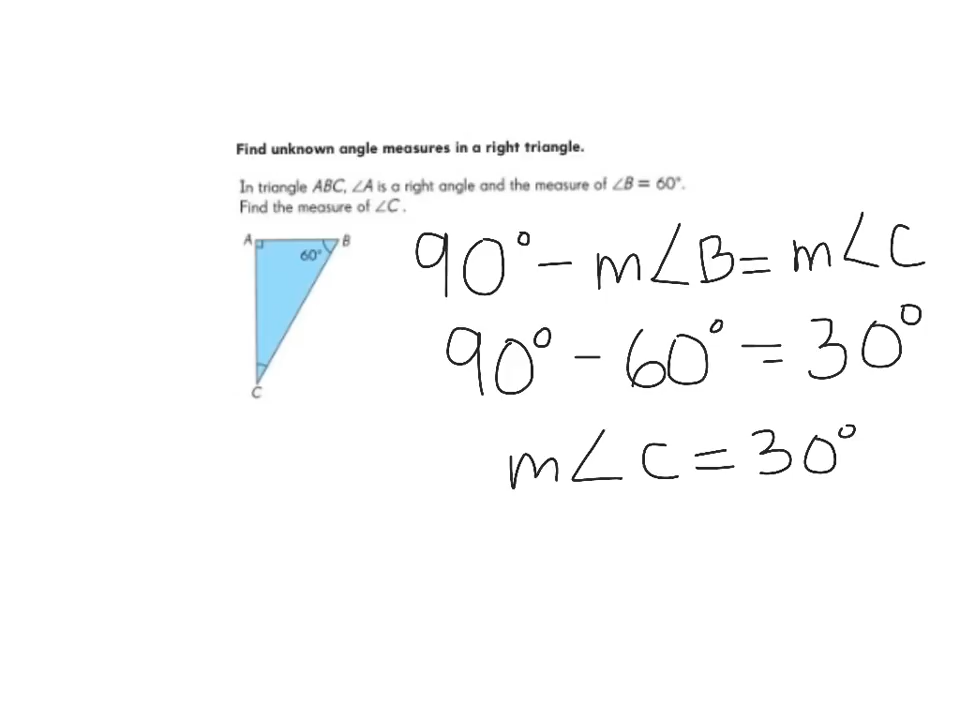 Find unknown angle measures in a right triangle.
In triangle ABC, ∠A is a right angle and the measure of ∠B = 60°.
Find the measure of ∠C.
A
B
60°
C
90° - m∠B = m∠C
90° - 60° = 30°
m∠C = 30°